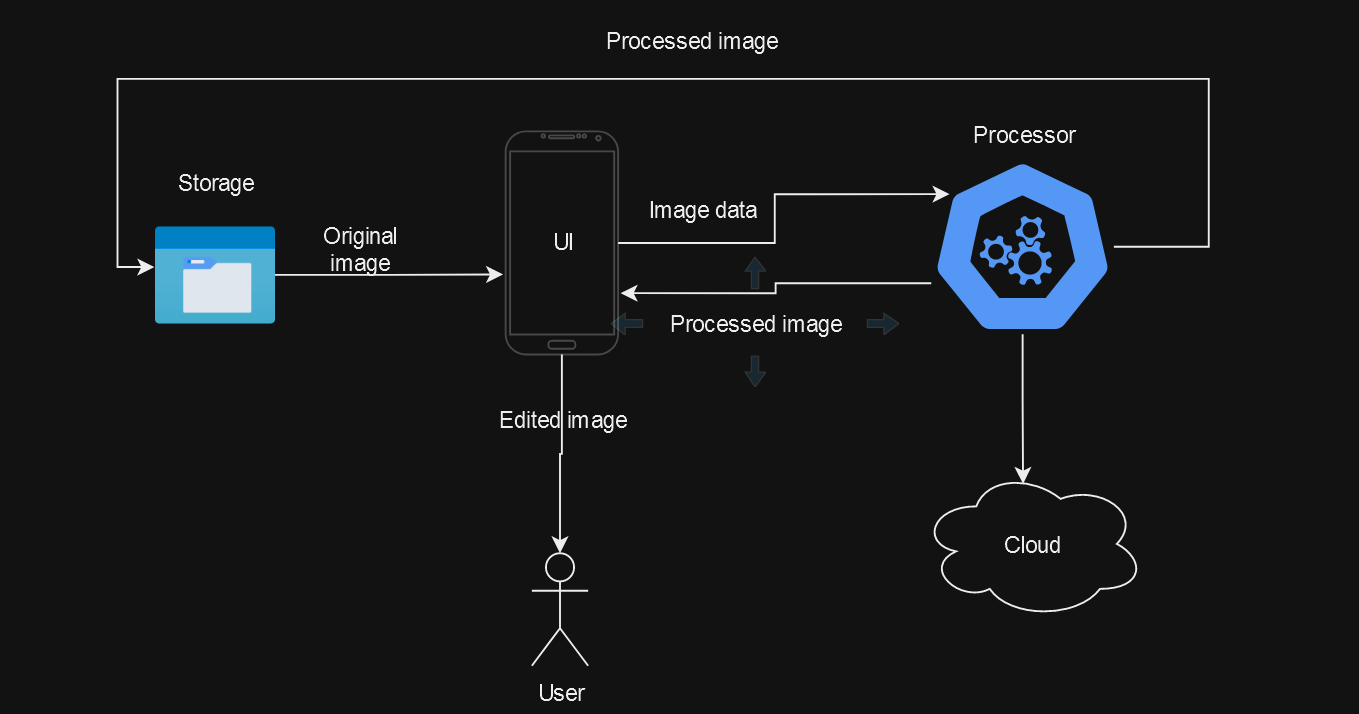 Processed image
Processor
Storage
Image data
Original
image
UI
Processed image
Edited image
Cloud
User